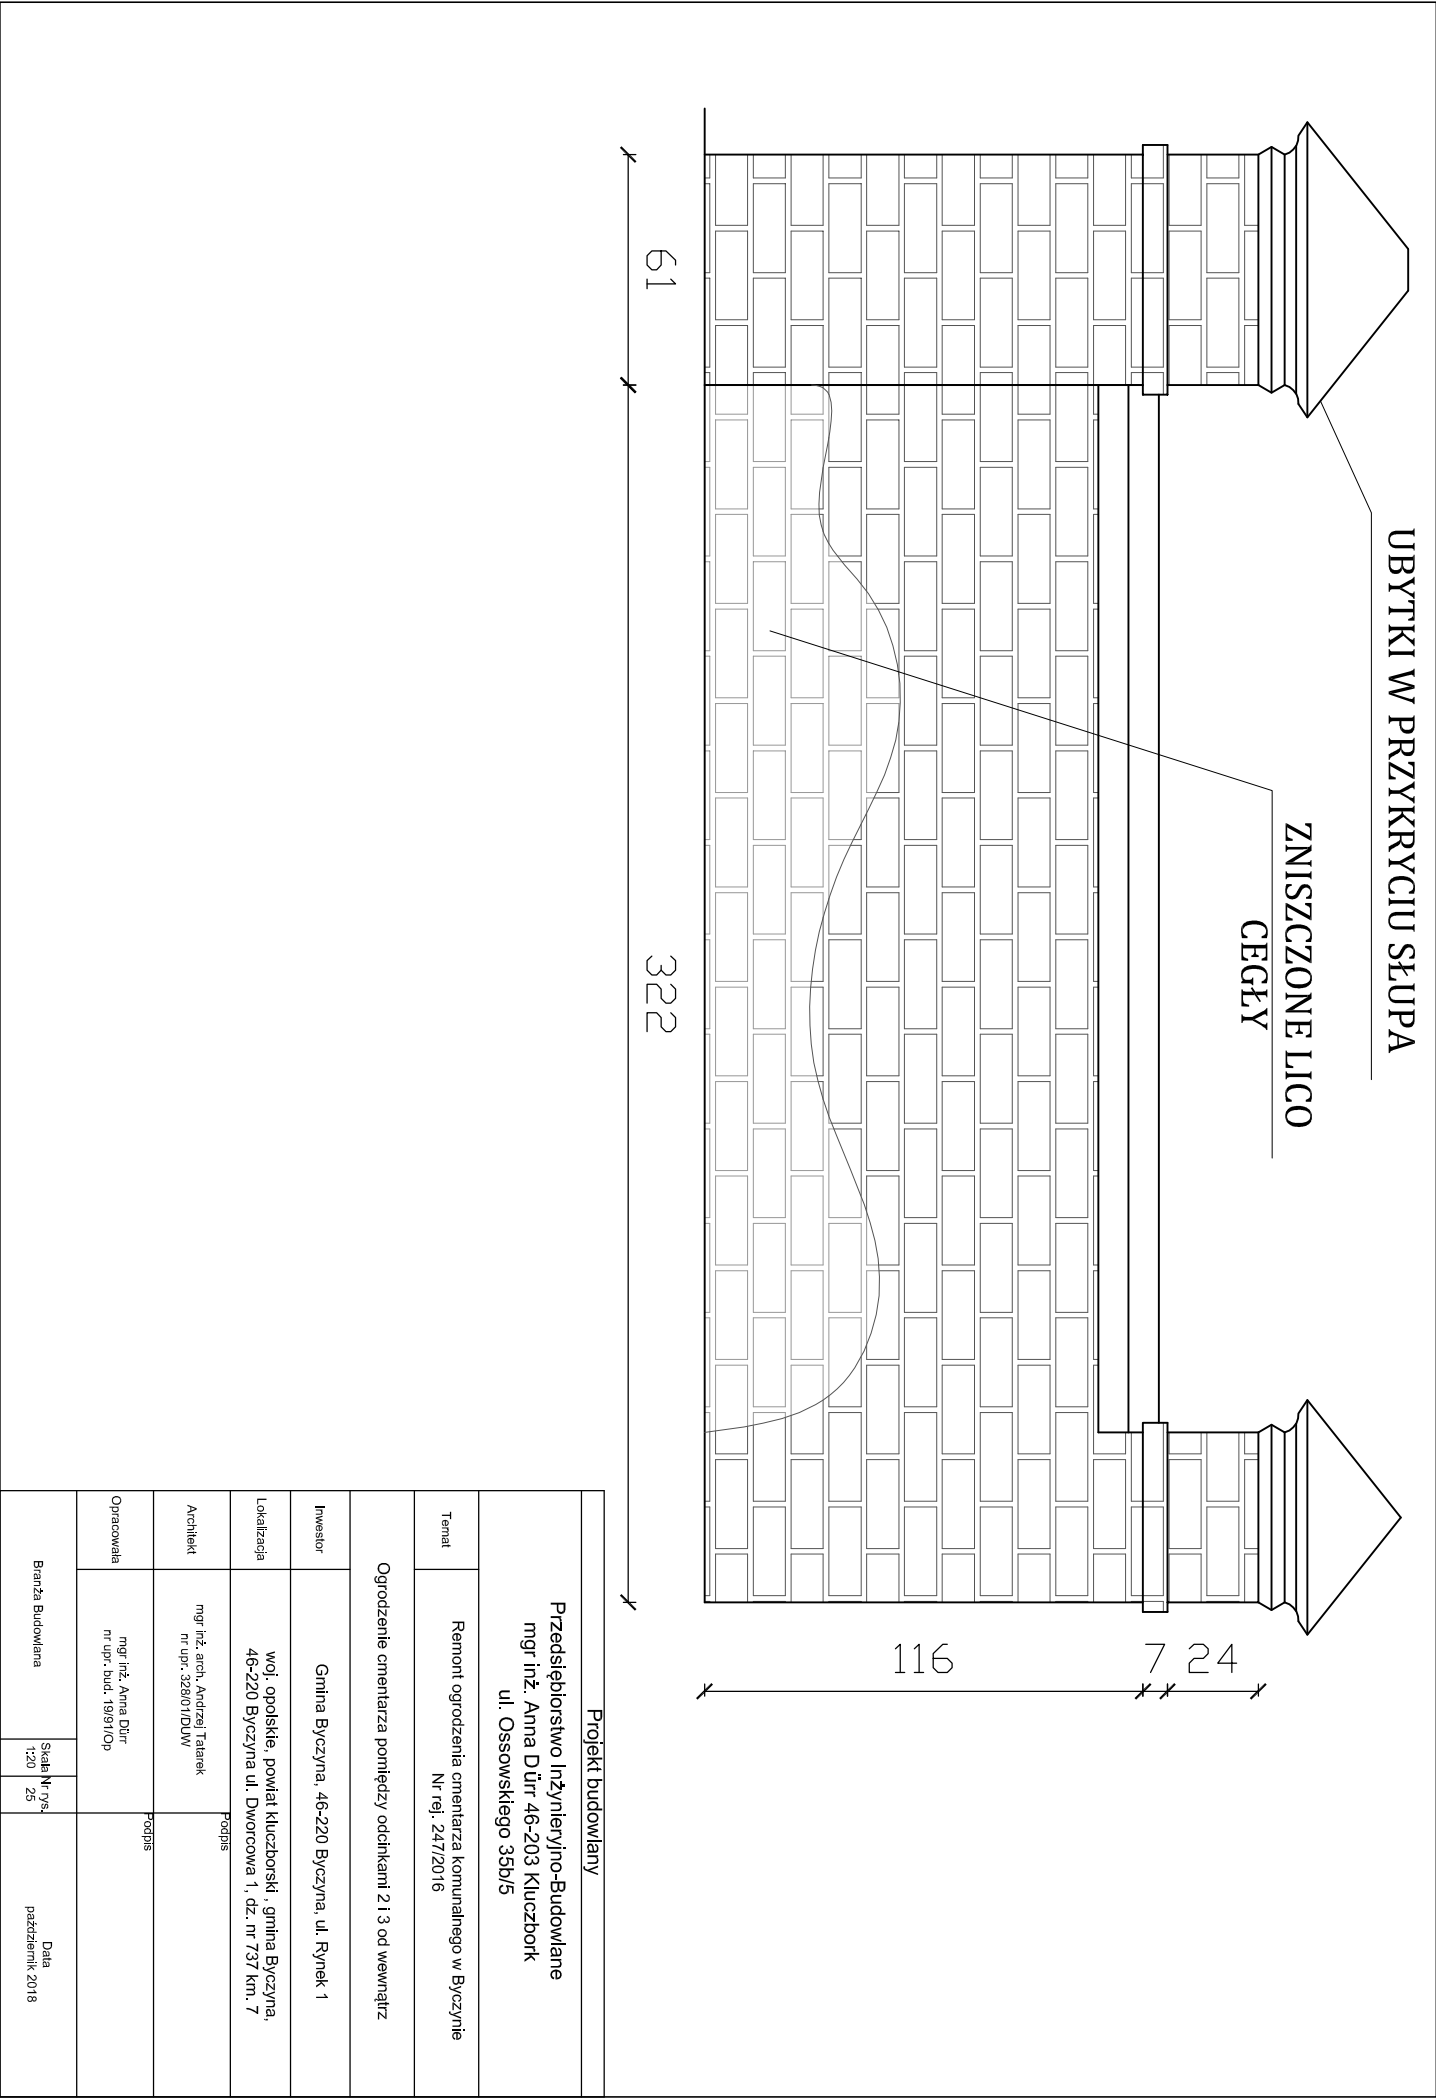 UBYTKI W PRZYKRYCIU SŁUPA
ZNISZCZONE LICO
CEGŁY
24
7
116
61
322
Projekt budowlany
Przedsiębiorstwo Inżynieryjno-Budowlane
mgr inż. Anna Dürr 46-203 Kluczbork
ul. Ossowskiego 35b/5
Temat
Remont ogrodzenia cmentarza komunalnego w Byczynie
Nr rej. 247/2016
Ogrodzenie cmentarza pomiędzy odcinkami 2 i 3 od wewnątrz
Inwestor
Gmina Byczyna, 46-220 Byczyna, ul. Rynek 1
Lokalizacja
woj. opolskie, powiat kluczborski , gmina Byczyna,
46-220 Byczyna ul. Dworcowa 1, dz. nr 737 km. 7
Architekt
mgr inż. arch. Andrzej Tatarek
nr upr. 328/01/DUW
Podpis
Opracowała
mgr inż. Anna Dürr
nr upr. bud. 19/91/Op
Podpis
Branża Budowlana
Skala
1:20
Nr rys.
25
Data
październik 2018